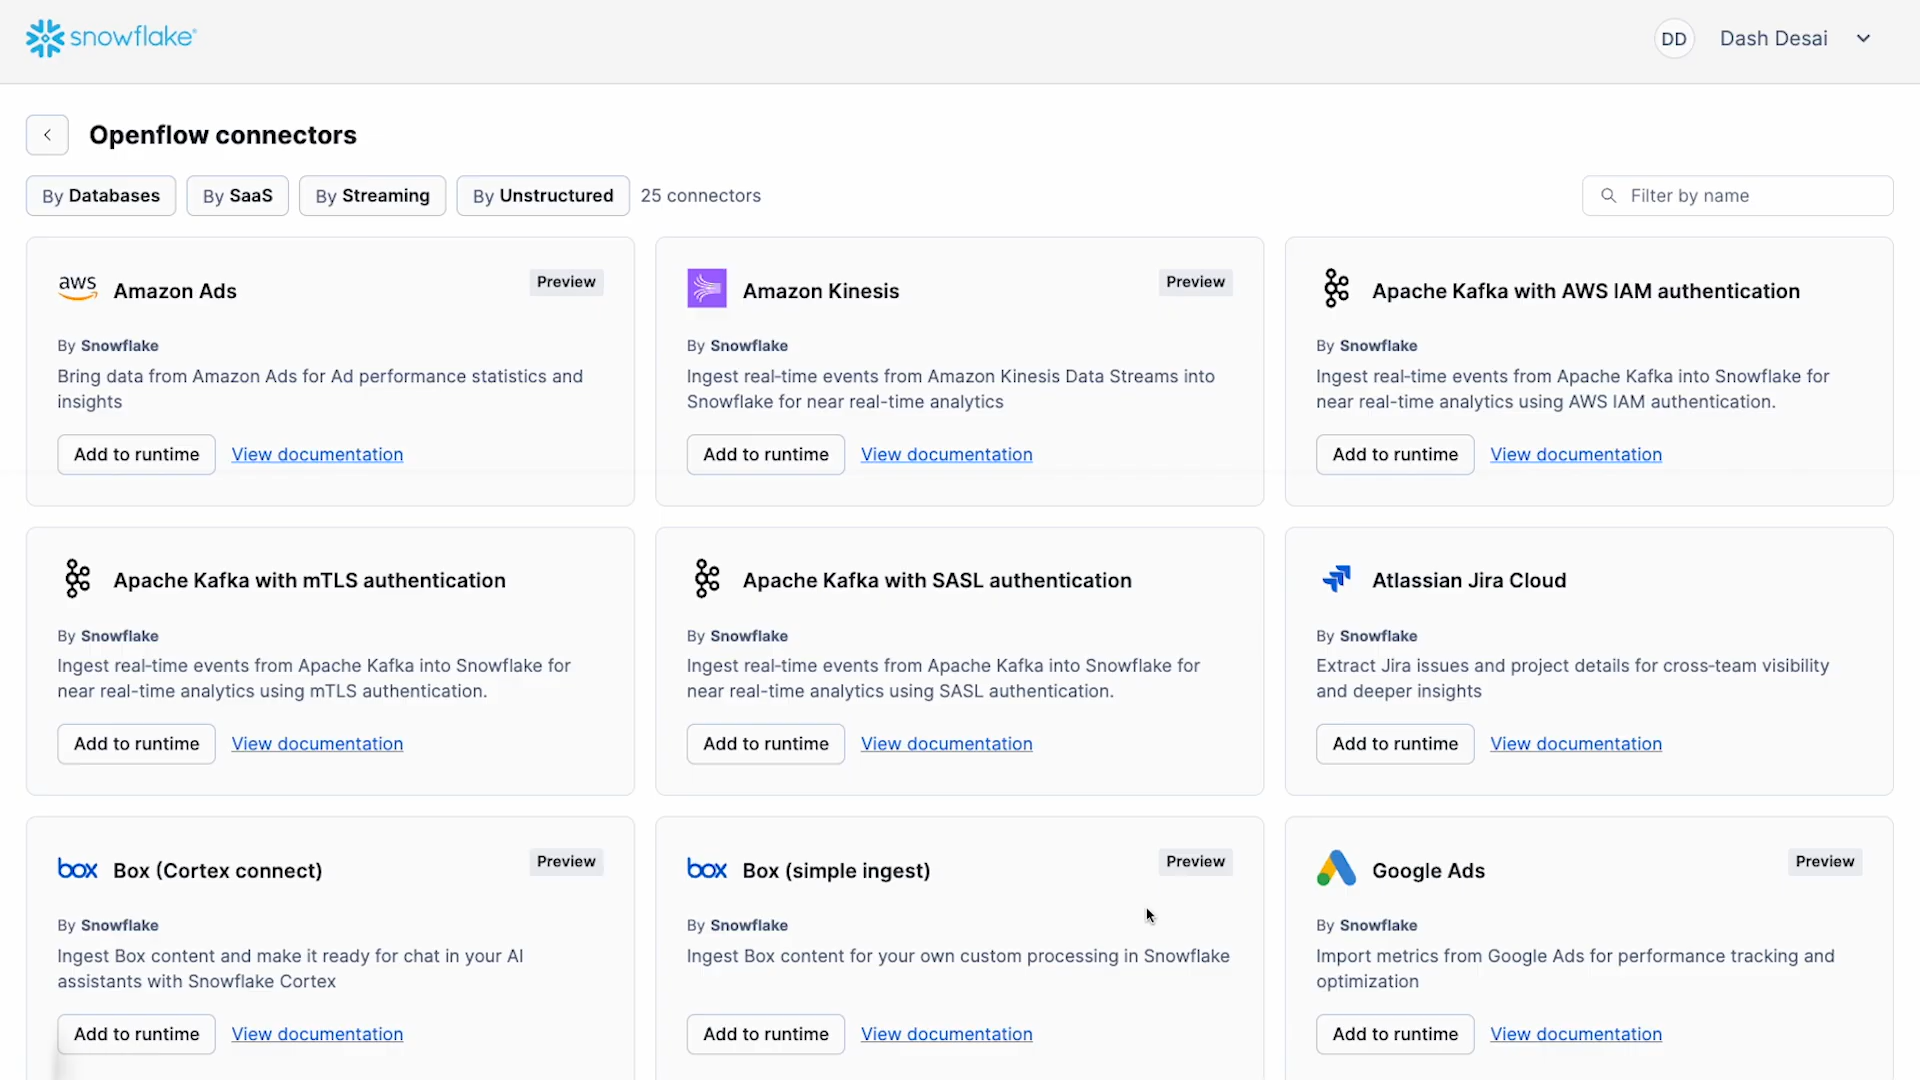 snowflake®
DD Dash Desai
Openflow connectors
By Databases By SaaS By Streaming By Unstructured 25 connectors Filter by name
aws Amazon Ads Preview
By Snowflake
Bring data from Amazon Ads for Ad performance statistics and
insights
Add to runtime View documentation
Amazon Kinesis Preview
By Snowflake
Ingest real-time events from Amazon Kinesis Data Streams into
Snowflake for near real-time analytics
Add to runtime View documentation
Apache Kafka with AWS IAM authentication
By Snowflake
Ingest real-time events from Apache Kafka into Snowflake for
near real-time analytics using AWS IAM authentication.
Add to runtime View documentation
Apache Kafka with mTLS authentication
By Snowflake
Ingest real-time events from Apache Kafka into Snowflake for
near real-time analytics using mTLS authentication.
Add to runtime View documentation
Apache Kafka with SASL authentication
By Snowflake
Ingest real-time events from Apache Kafka into Snowflake for
near real-time analytics using SASL authentication.
Add to runtime View documentation
Atlassian Jira Cloud
By Snowflake
Extract Jira issues and project details for cross-team visibility
and deeper insights
Add to runtime View documentation
box Box (Cortex connect) Preview
By Snowflake
Ingest Box content and make it ready for chat in your AI
assistants with Snowflake Cortex
Add to runtime View documentation
box Box (simple ingest) Preview
By Snowflake
Ingest Box content for your own custom processing in Snowflake
Add to runtime View documentation
Google Ads Preview
By Snowflake
Import metrics from Google Ads for performance tracking and
optimization
Add to runtime View documentation